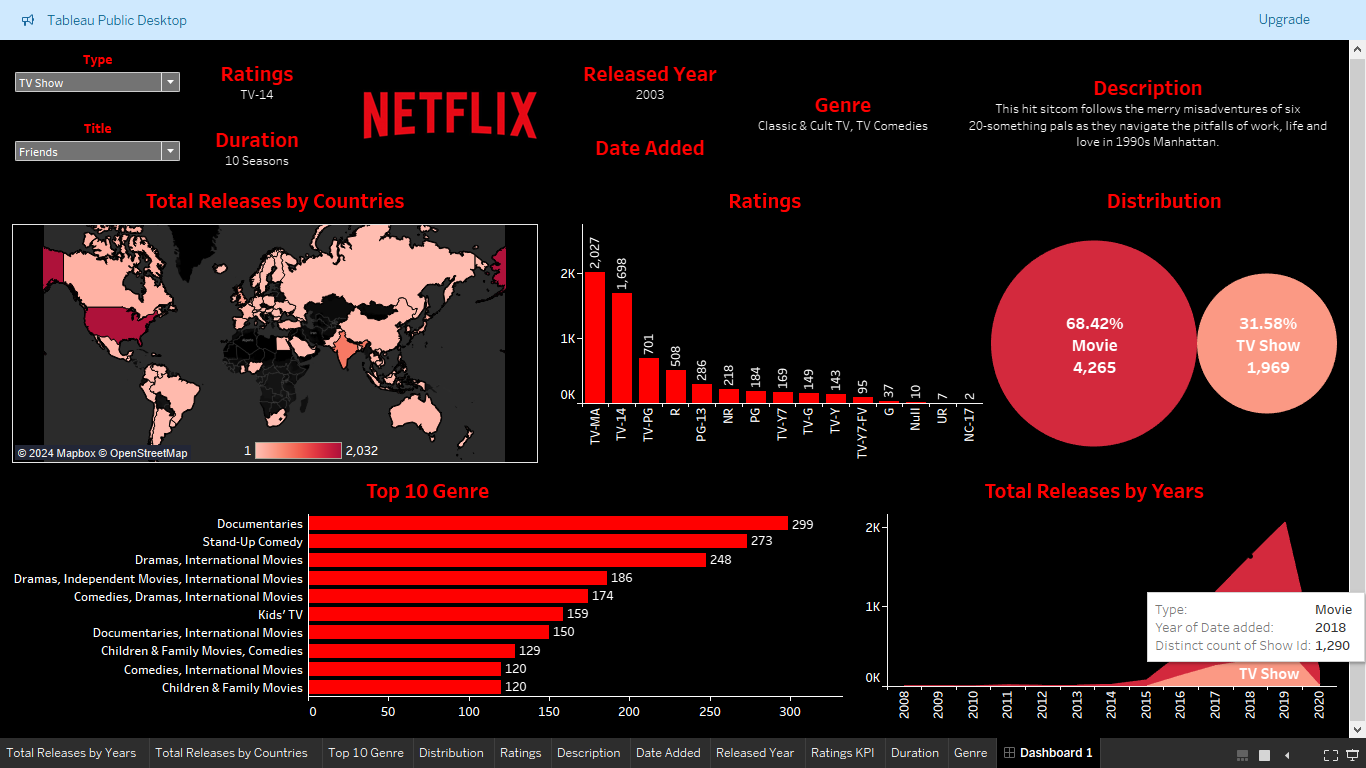 Tableau Public Desktop
Upgrade
Type
TV Show
Title
Friends
Ratings
TV-14
Duration
10 Seasons
NETFLIX
Released Year
2003
Date Added
Genre
Classic & Cult TV, TV Comedies
Description
This hit sitcom follows the merry misadventures of six
20-something pals as they navigate the pitfalls of work, life and
love in 1990s Manhattan.
Total Releases by Countries
© 2024 Mapbox © OpenStreetMap
1
2,032
Ratings
2K
1K
0K
2,027
1,698
701
508
286
218
184
169
149
143
95
37
10
7
2
TV-MA
TV-14
TV-PG
R
PG-13
NR
PG
TV-Y7
TV-G
TV-Y
TV-Y7-FV
G
Null
UR
NC-17
Distribution
68.42%
Movie
4,265
31.58%
TV Show
1,969
Top 10 Genre
Documentaries 299
Stand-Up Comedy 273
Dramas, International Movies 248
Dramas, Independent Movies, International Movies 186
Comedies, Dramas, International Movies 174
Kids’ TV 159
Documentaries, International Movies 150
Children & Family Movies, Comedies 129
Comedies, International Movies 120
Children & Family Movies 120
0 50 100 150 200 250 300
Total Releases by Years
2K
1K
0K
Type: Movie
Year of Date added: 2018
Distinct count of Show Id: 1,290
TV Show
2008 2009 2010 2011 2012 2013 2014 2015 2016 2017 2018 2019 2020
Total Releases by Years Total Releases by Countries Top 10 Genre Distribution Ratings Description Date Added Released Year Ratings KPI Duration Genre Dashboard 1